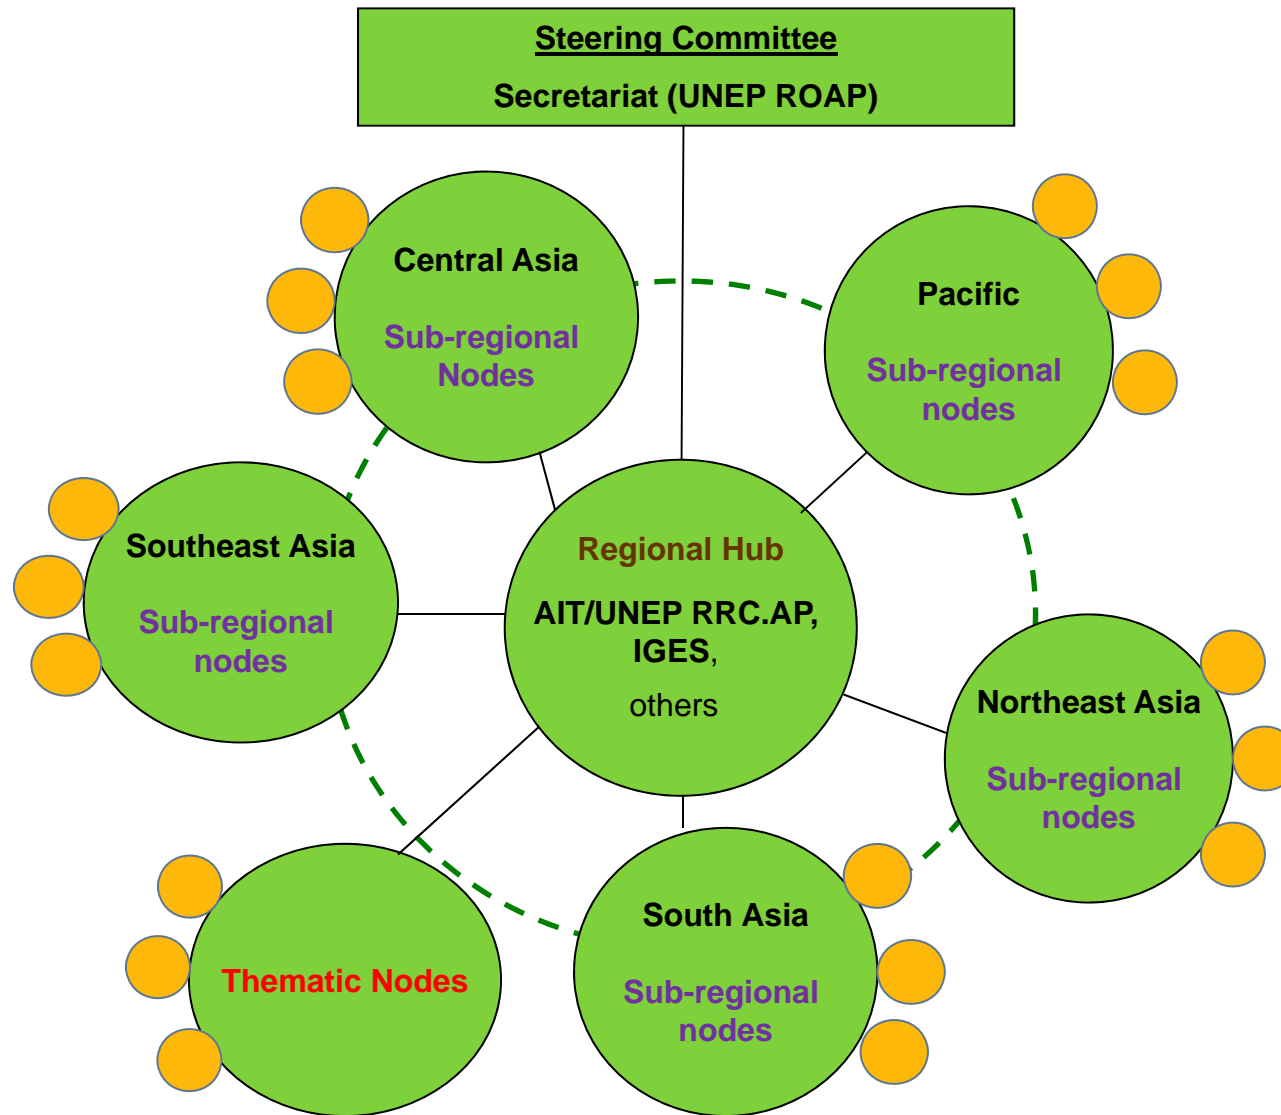 Steering Committee
Secretariat (UNEP ROAP)
Central Asia
Sub-regional
Nodes
Pacific
Sub-regional
nodes
Southeast Asia
Sub-regional
nodes
Regional Hub
AIT/UNEP RRC.AP,
IGES,
others
Northeast Asia
Sub-regional
nodes
South Asia
Sub-regional
nodes
Thematic Nodes